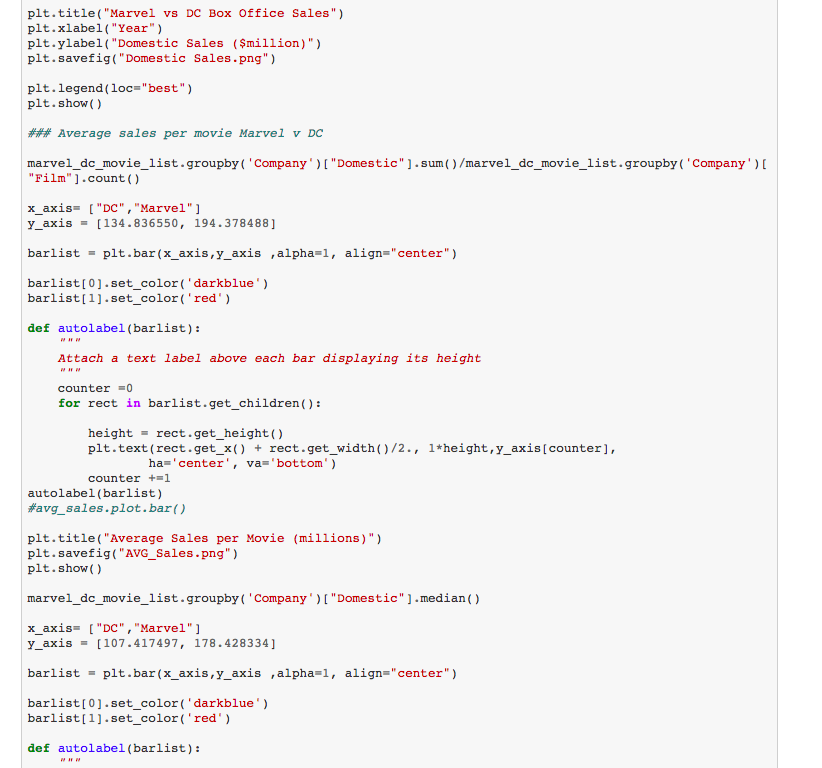 plt.title("Marvel vs DC Box Office Sales")
plt.xlabel("Year")
plt.ylabel("Domestic Sales ($million)")
plt.savefig("Domestic Sales.png")

plt.legend(loc="best")
plt.show()

### Average sales per movie Marvel v DC

marvel_dc_movie_list.groupby('Company')["Domestic"].sum()/marvel_dc_movie_list.groupby('Company')[
"Film"].count()

x_axis= ["DC","Marvel"]
y_axis = [134.836550, 194.378488]

barlist = plt.bar(x_axis,y_axis ,alpha=1, align="center")

barlist[0].set_color('darkblue')
barlist[1].set_color('red')

def autolabel(barlist):
    """
    Attach a text label above each bar displaying its height
    """
    counter =0
    for rect in barlist.get_children():

        height = rect.get_height()
        plt.text(rect.get_x() + rect.get_width()/2., 1*height,y_axis[counter],
                ha='center', va='bottom')
        counter +=1
autolabel(barlist)
#avg_sales.plot.bar()

plt.title("Average Sales per Movie (millions)")
plt.savefig("AVG_Sales.png")
plt.show()

marvel_dc_movie_list.groupby('Company')["Domestic"].median()

x_axis= ["DC","Marvel"]
y_axis = [107.417497, 178.428334]

barlist = plt.bar(x_axis,y_axis ,alpha=1, align="center")

barlist[0].set_color('darkblue')
barlist[1].set_color('red')

def autolabel(barlist):
    """